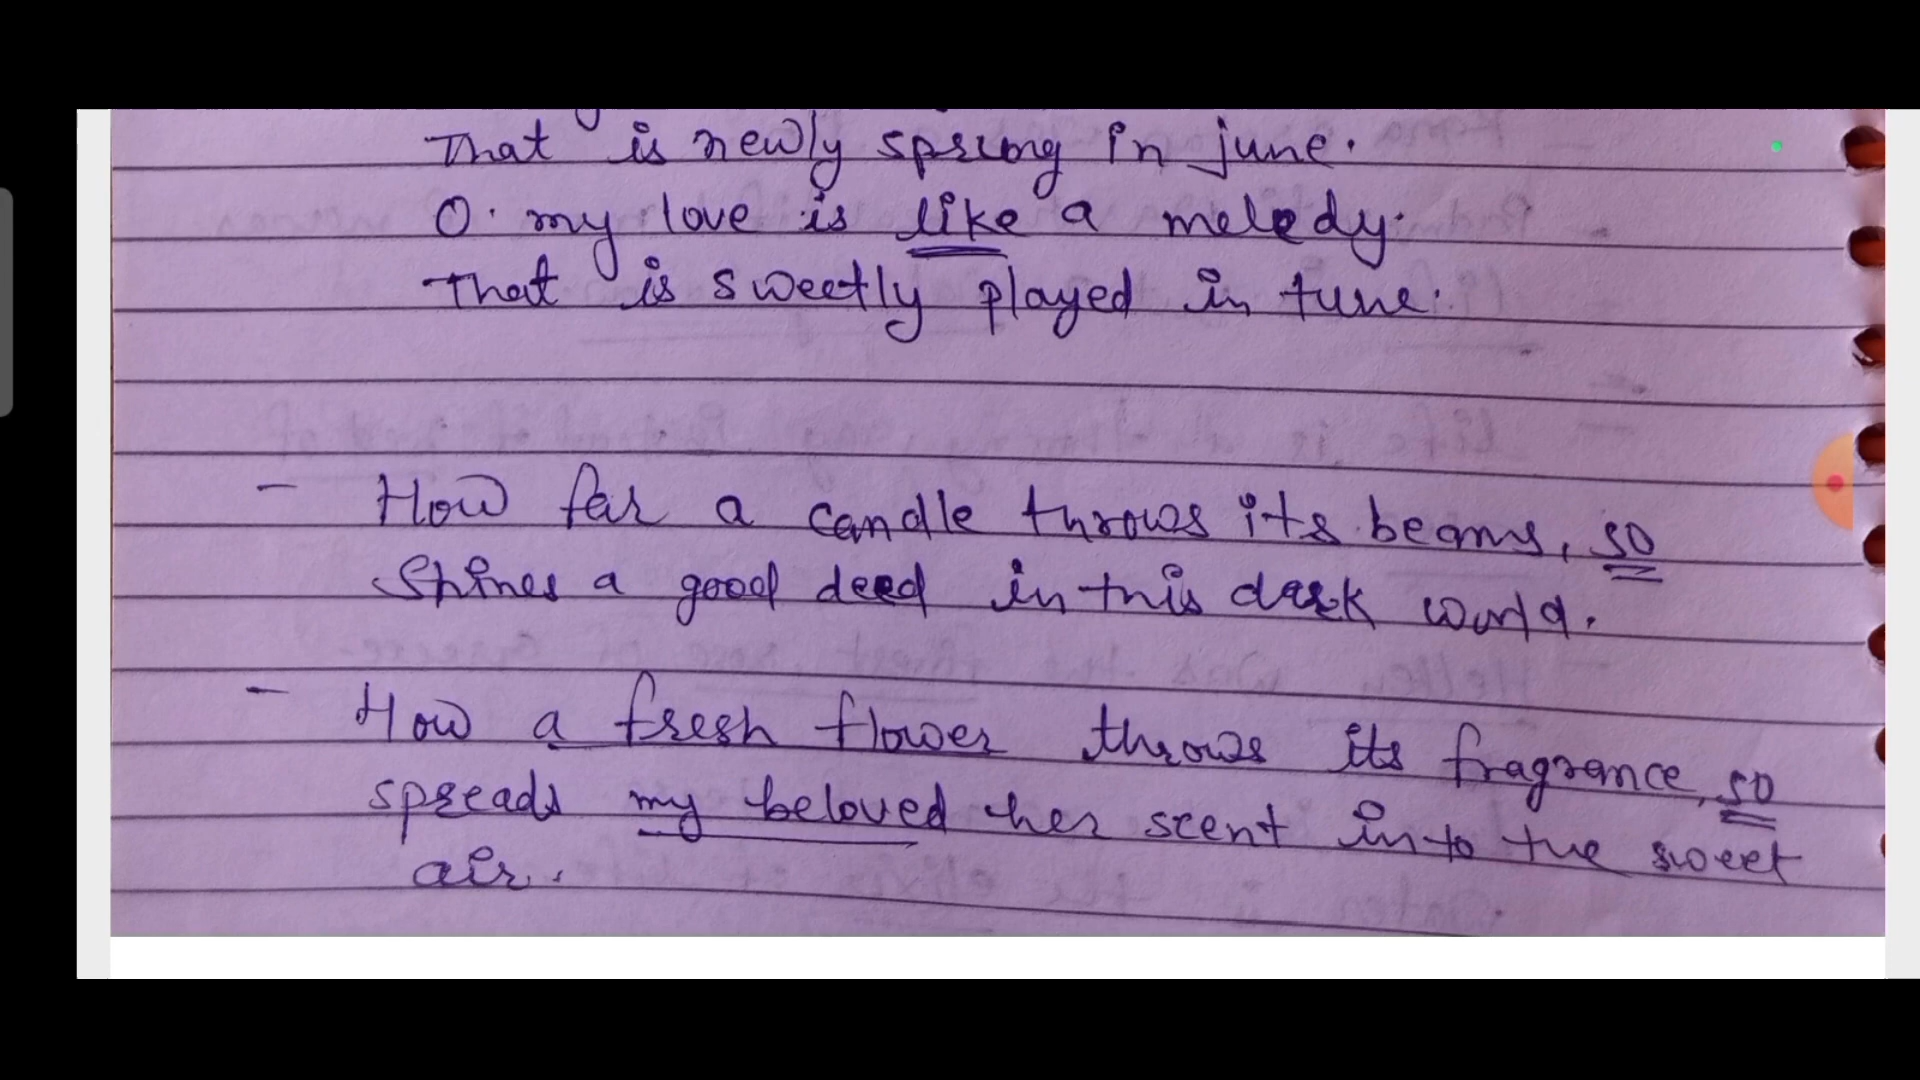 That is newly sprung in june.
O. my love is like a melody.
That is sweetly played in tune.
- How far a candle throws its beams, so
Shines a good deed in this dark world.
- How a fresh flower throws its fragrance, so
spreads my beloved her scent into the sweet
air.